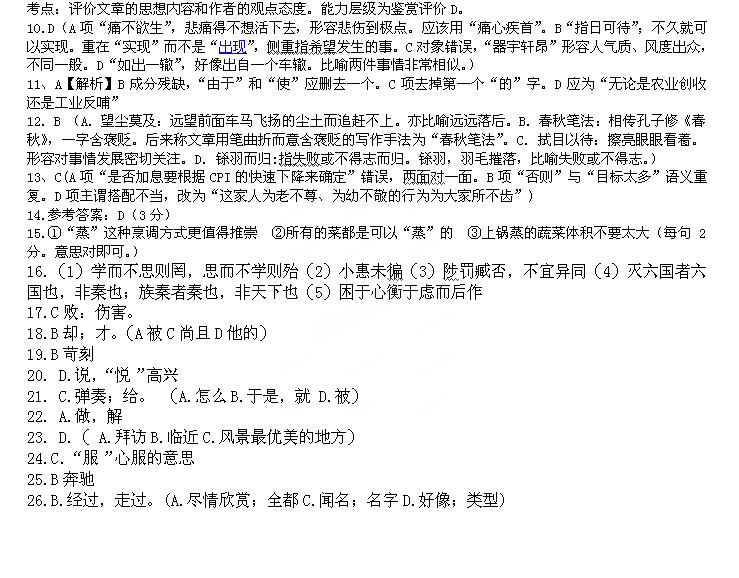 考点：评价文章的思想内容和作者的观点态度。能力层级为鉴赏评价 D。
10.D（A 项“痛不欲生”，悲痛得不想活下去，形容悲伤到极点。应该用“痛心疾首”。B“指日可待”；不久就可
以实现。重在“实现”而不是“出现”，侧重指希望发生的事。C 对象错误，“器宇轩昂”形容人气质、风度出众，
不同一般。D“如出一辙”，好像出自一个车辙。比喻两件事情非常相似。）
11、A【解析】B 成分残缺，“由于”和“使”应删去一个。C 项去掉第一个“的”字。D 应为“无论是农业创收
还是工业反哺”
12. B （A. 望尘莫及：远望前面车马飞扬的尘土而追赶不上。亦比喻远远落后。B. 春秋笔法：相传孔子修《春
秋》，一字含褒贬。后来称文章用笔曲折而意含褒贬的写作手法为“春秋笔法”。C. 拭目以待：擦亮眼睛看着。
形容对事情发展密切关注。D. 铩羽而归:指失败或不得志而归。铩羽，羽毛摧落，比喻失败或不得志。）
13、C(A 项“是否加息要根据 CPI 的快速下降来确定”错误，两面对一面。B 项“否则”与“目标太多”语义重
复。D 项主谓搭配不当，改为“这家人为老不尊、为幼不敬的行为为大家所不齿”)
14.参考答案：D（3 分）
15.①“蒸”这种烹调方式更值得推崇 ②所有的菜都是可以“蒸”的 ③上锅蒸的蔬菜体积不要太大（每句 2
分。意思对即可。）
16.（1）学而不思则罔，思而不学则殆（2）小惠未徧（3）陟罚臧否，不宜异同（4）灭六国者六
国也，非秦也；族秦者秦也，非天下也（5）困于心衡于虑而后作
17.C 败：伤害。
18.B 却；才。（A 被 C 尚且 D 他的）
19.B 苛刻
20. D.说，“悦 ”高兴
21. C.弹奏；给。 （A.怎么 B.于是，就 D.被）
22. A.做，解
23. D.（ A.拜访 B.临近 C.风景最优美的地方）
24.C.“服 ”心服的意思
25.B 奔驰
26.B.经过，走过。（A.尽情欣赏；全都 C.闻名；名字 D.好像；类型）